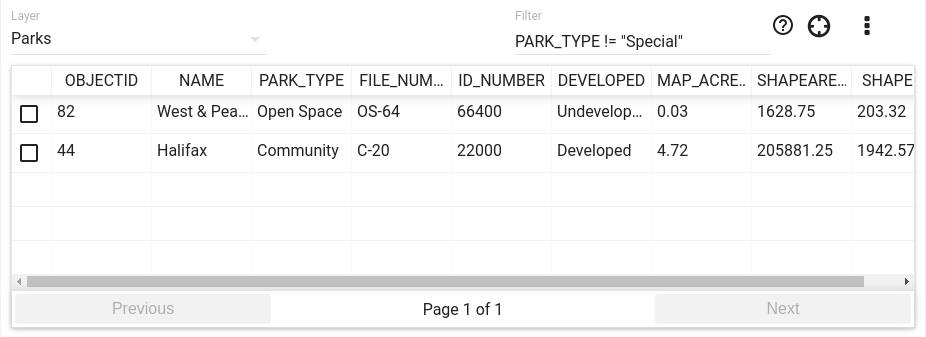 Layer Filter
Parks PARK_TYPE != "Special"
OBJECTID NAME PARK_TYPE FILE_NUM... ID_NUMBER DEVELOPED MAP_ACRE... SHAPEARE... SHAPE
82 West & Pea... Open Space OS-64 66400 Undevelop... 0.03 1628.75 203.32
44 Halifax Community C-20 22000 Developed 4.72 205881.25 1942.57
Previous Page 1 of 1 Next